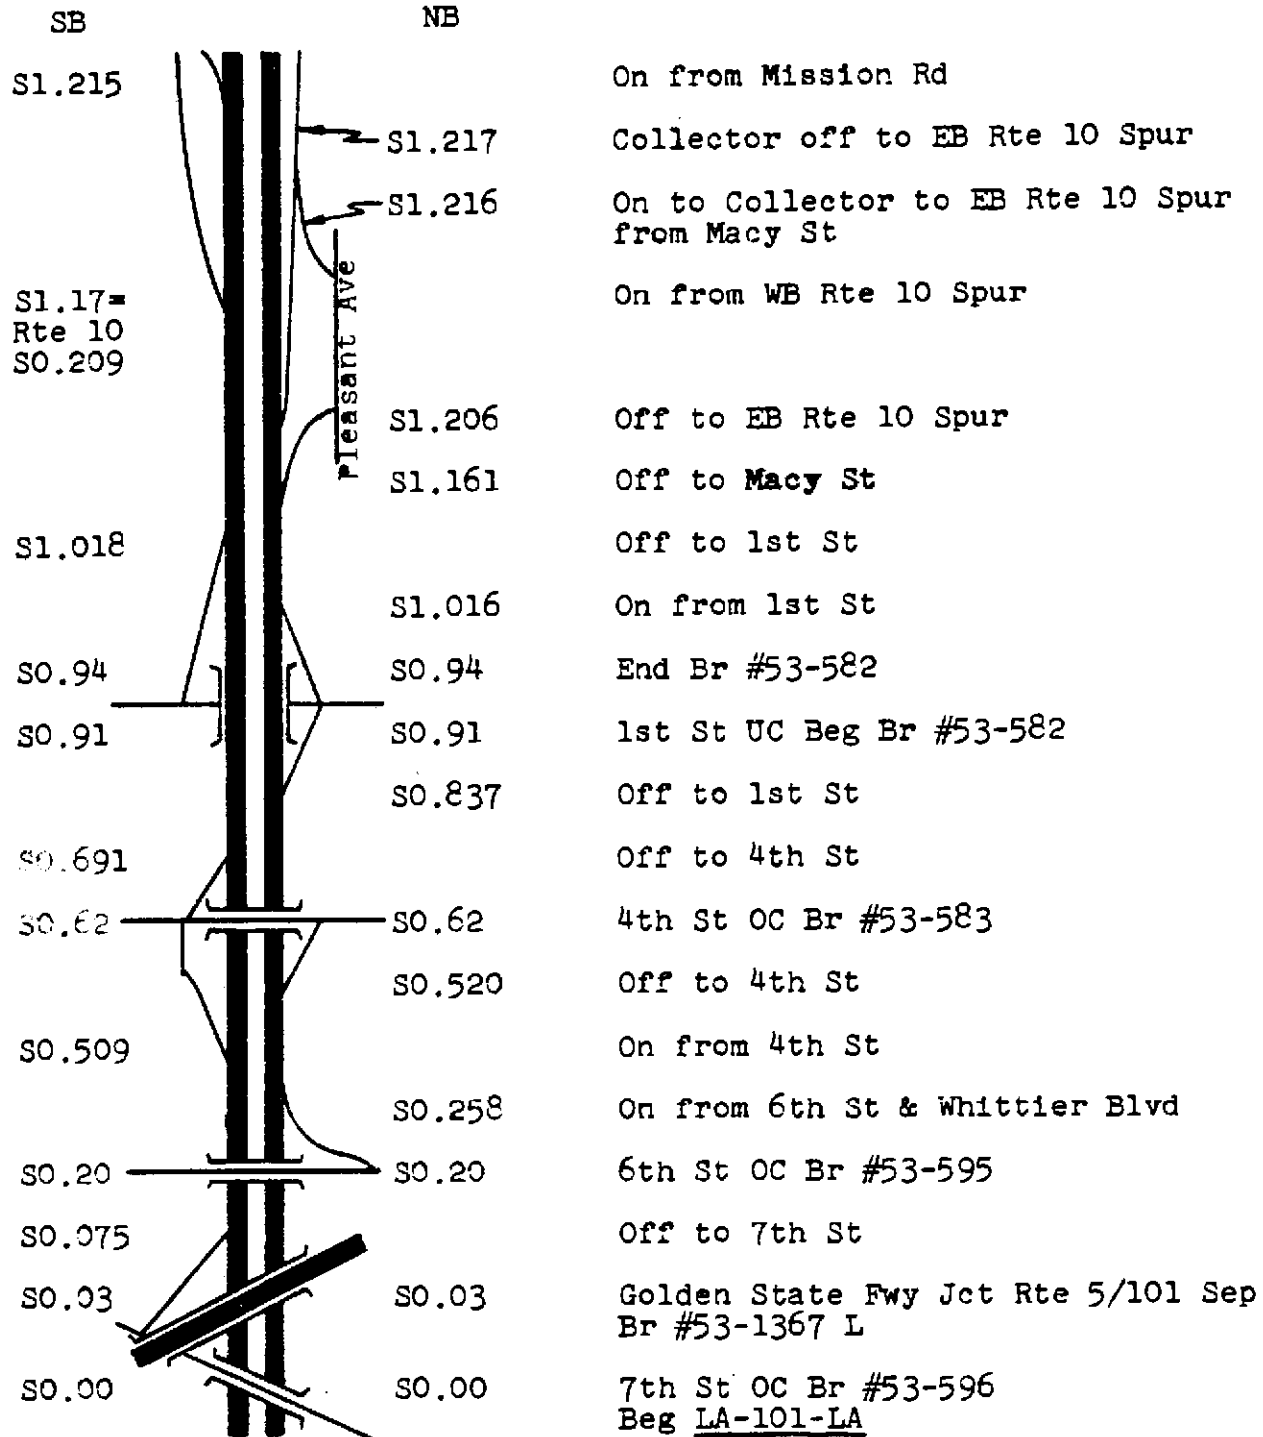 SB NB
S1.215 On from Mission Rd
S1.217 Collector off to EB Rte 10 Spur
S1.216 On to Collector to EB Rte 10 Spur
from Macy St
Pleasant Ave
S1.17= On from WB Rte 10 Spur
Rte 10
S0.209
S1.206 Off to EB Rte 10 Spur
S1.161 Off to Macy St
S1.018 Off to 1st St
S1.016 On from 1st St
S0.94 S0.94 End Br #53-582
S0.91 S0.91 1st St UC Beg Br #53-582
S0.837 Off to 1st St
S0.691 Off to 4th St
S0.62 S0.62 4th St OC Br #53-583
S0.520 Off to 4th St
S0.509 On from 4th St
S0.258 On from 6th St & Whittier Blvd
S0.20 S0.20 6th St OC Br #53-595
S0.075 Off to 7th St
S0.03 S0.03 Golden State Fwy Jct Rte 5/101 Sep
Br #53-1367 L
S0.00 S0.00 7th St OC Br #53-596
Beg LA-101-LA